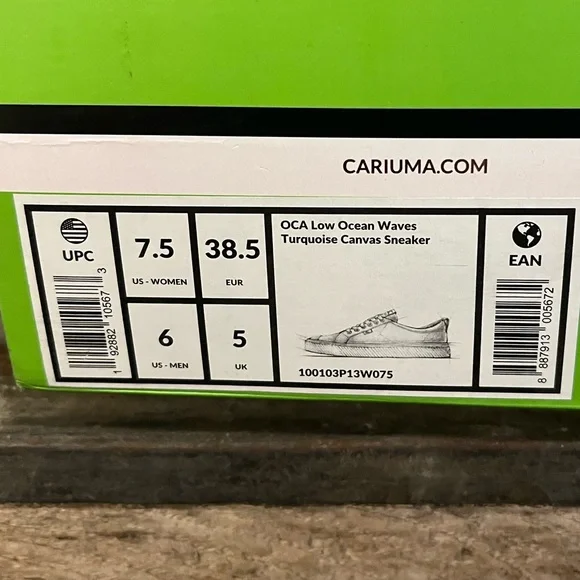 CARIUMA.COM
UPC
1 92882 10567 3
7.5
US - WOMEN
38.5
EUR
6
US - MEN
5
UK
OCA Low Ocean Waves
Turquoise Canvas Sneaker
100103P13W075
EAN
8 887913 005672